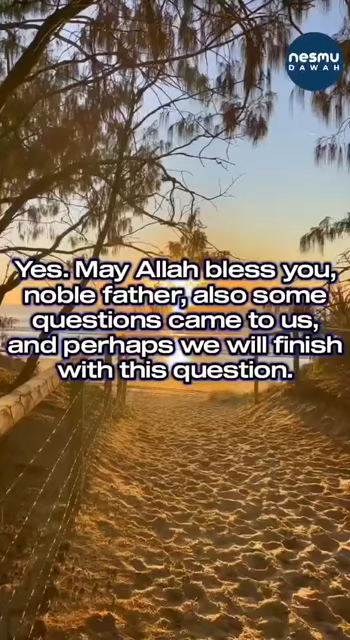 nesmu
DAWAH
Yes. May Allah bless you,
noble father, also some
questions came to us,
and perhaps we will finish
with this question.